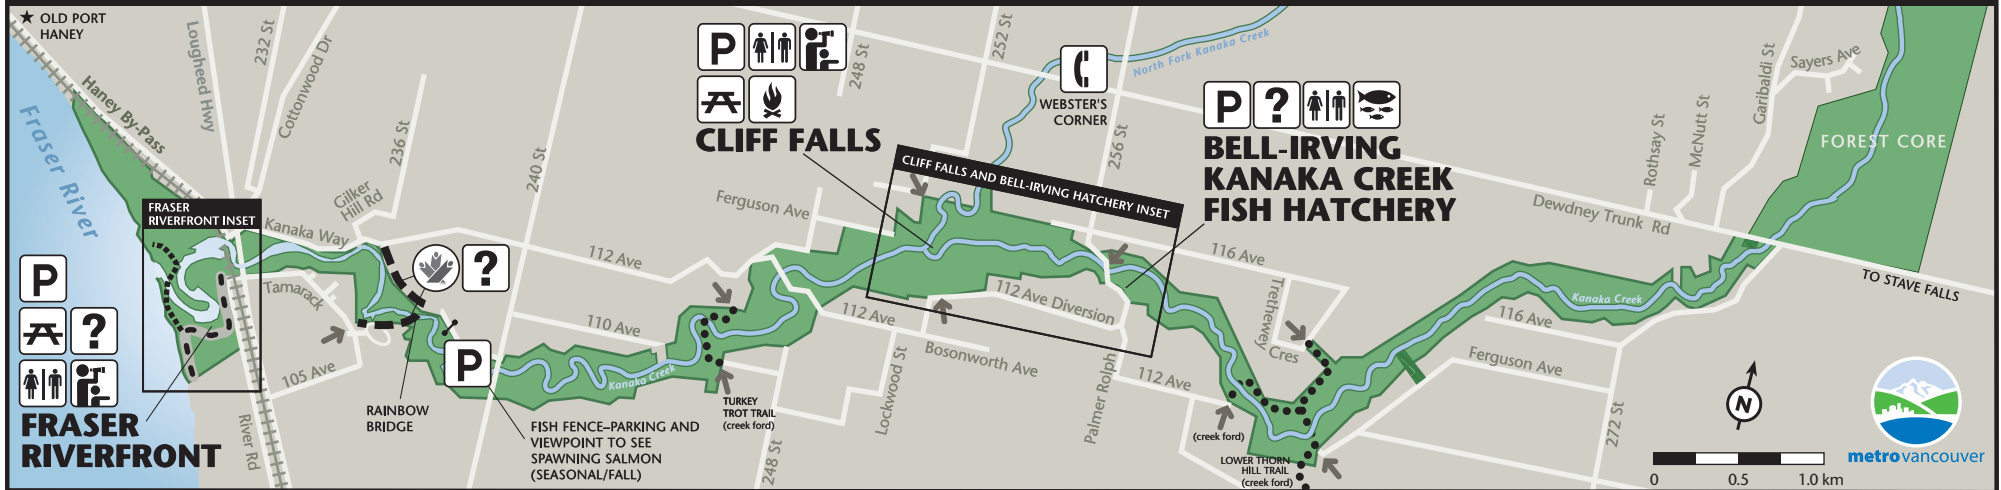 ★ OLD PORT
HANEY
Lougheed Hwy
232 St
Cottonwood Dr
Haney By-Pass
Fraser River
236 St
Gilker
Hill Rd
Kanaka Way
FRASER
RIVERFRONT INSET
Tamarack
105 Ave
River Rd
P
?
FRASER
RIVERFRONT
RAINBOW
BRIDGE
?
P
FISH FENCE–PARKING AND
VIEWPOINT TO SEE
SPAWNING SALMON
(SEASONAL/FALL)
240 St
112 Ave
110 Ave
Kanaka Creek
TURKEY
TROT TRAIL
(creek ford)
248 St
Ferguson Ave
P
CLIFF FALLS
248 St
252 St
WEBSTER'S
CORNER
North Fork Kanaka Creek
256 St
CLIFF FALLS AND BELL-IRVING HATCHERY INSET
112 Ave
112 Ave Diversion
Lockwood St
Bosonworth Ave
Palmer Rolph
112 Ave
P
?
BELL-IRVING
KANAKA CREEK
FISH HATCHERY
116 Ave
Trethewey
Cres
(creek ford)
LOWER THORN
HILL TRAIL
(creek ford)
Dewdney Trunk Rd
Rothsay St
McNutt St
Garibaldi St
Sayers Ave
FOREST CORE
TO STAVE FALLS
Kanaka Creek
116 Ave
Ferguson Ave
272 St
N
0 0.5 1.0 km
metrovancouver